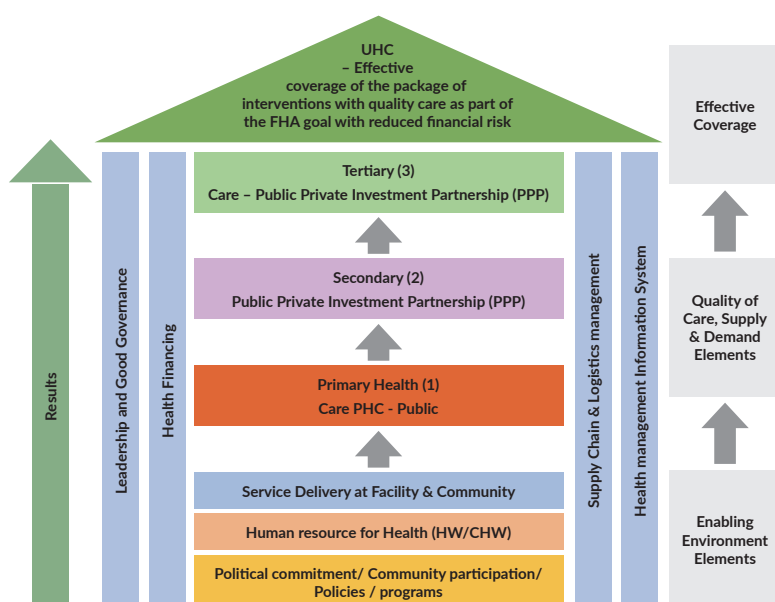 UHC
– Effective
coverage of the package of
interventions with quality care as part of
the FHA goal with reduced financial risk
Effective
Coverage
Tertiary (3)
Care – Public Private Investment Partnership (PPP)
Secondary (2)
Public Private Investment Partnership (PPP)
Primary Health (1)
Care PHC - Public
Service Delivery at Facility & Community
Human resource for Health (HW/CHW)
Political commitment/ Community participation/
Policies / programs
Results
Leadership and Good Governance
Health Financing
Supply Chain & Logistics management
Health management Information System
Quality of
Care, Supply
& Demand
Elements
Enabling
Environment
Elements